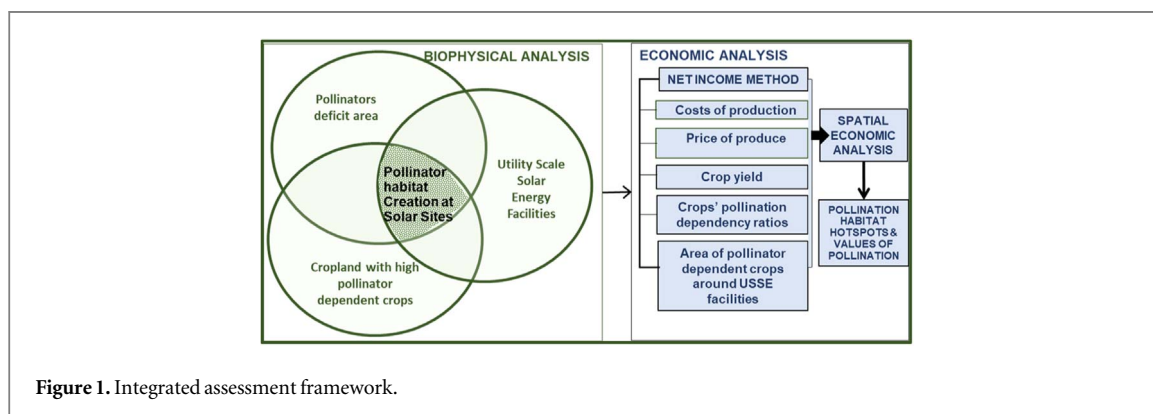 BIOPHYSICAL ANALYSIS
Pollinators
deficit area
Utility Scale
Solar
Energy
Facilities
Pollinator
habitat
Creation at
Solar Sites
Cropland with high
pollinator
dependent crops
ECONOMIC ANALYSIS
NET INCOME METHOD
Costs of production
Price of produce
Crop yield
Crops' pollination
dependency ratios
Area of pollinator
dependent crops
around USSE
facilities
SPATIAL
ECONOMIC
ANALYSIS
POLLINATION
HABITAT
HOTSPOTS &
VALUES OF
POLLINATION
Figure 1. Integrated assessment framework.